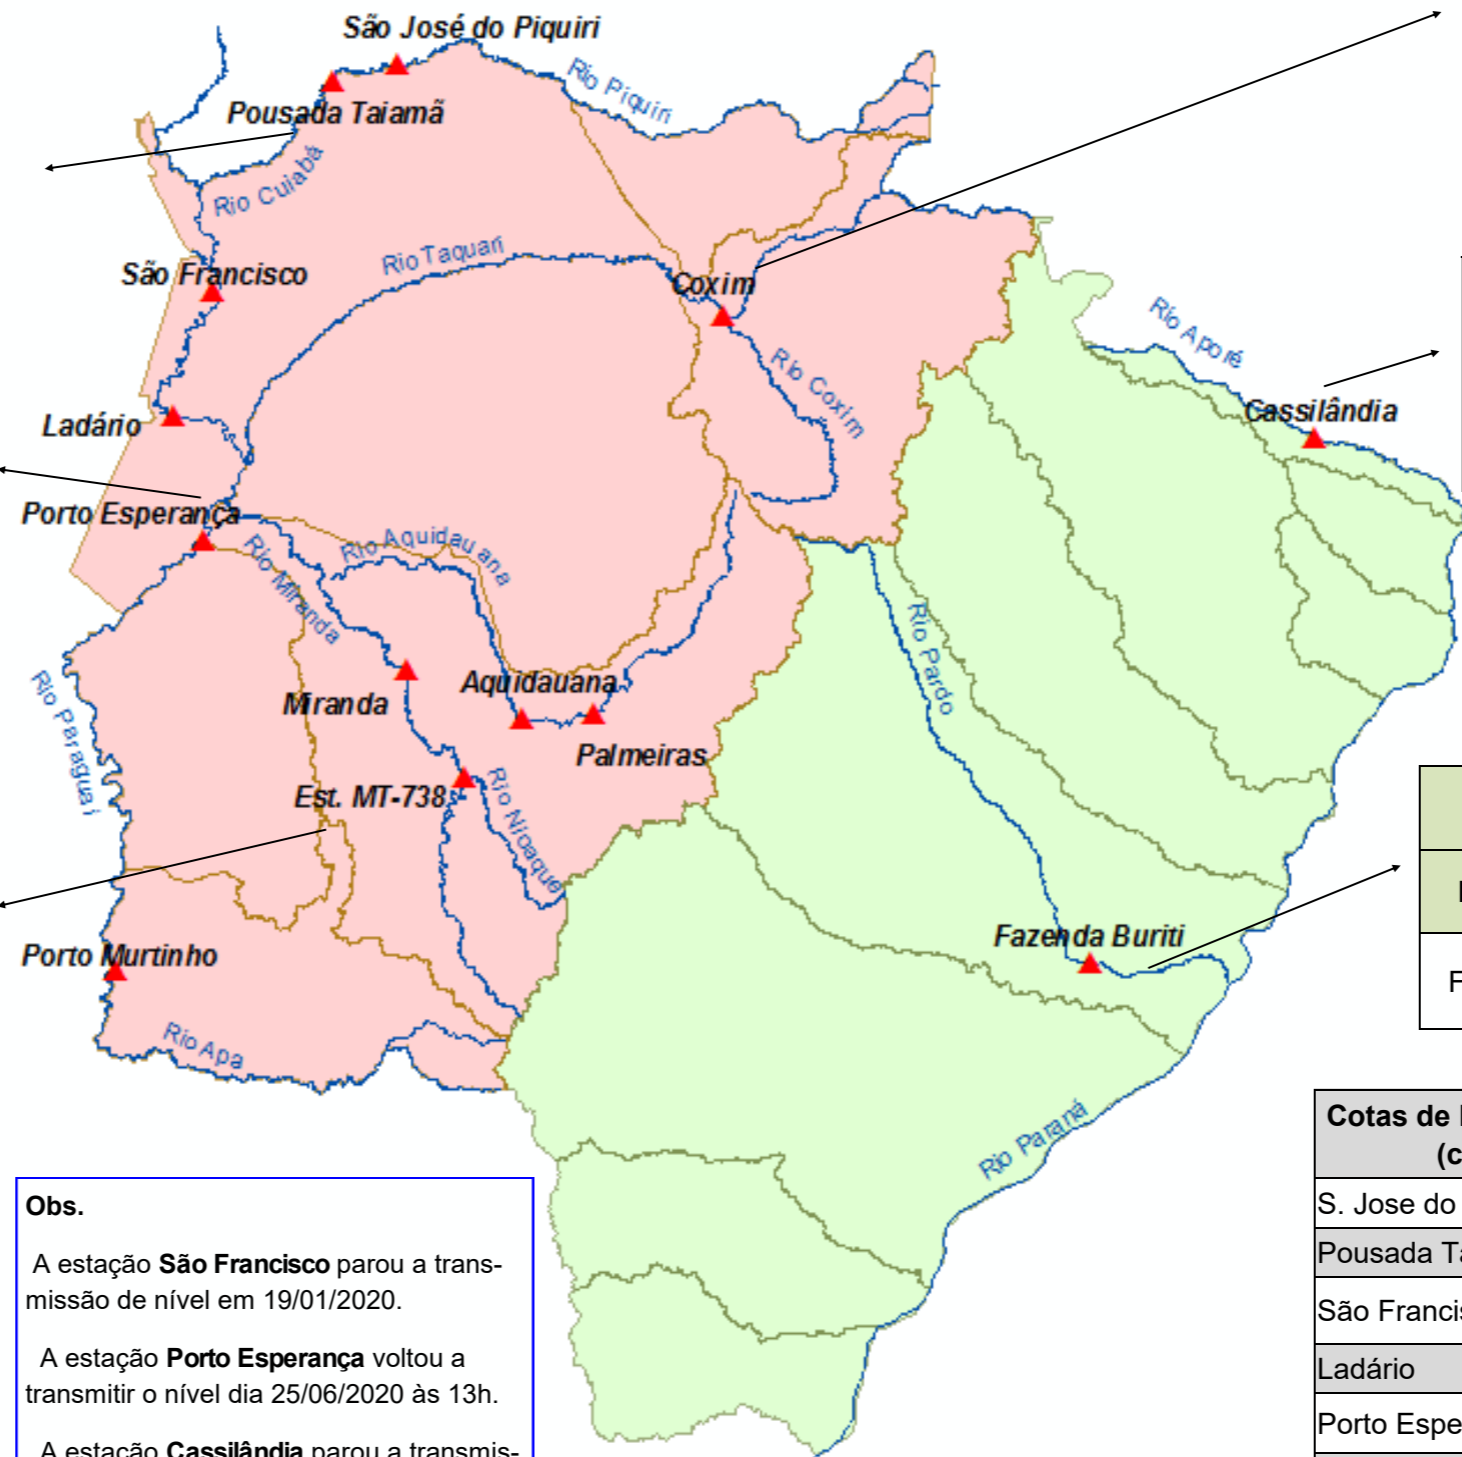 São José do Piquiri
Rio Piquiri
Pousada Taiamã
Rio Cuiabá
Rio Taquari
São Francisco
Coxim
Rio Aporé
Rio Coxim
Cassilândia
Ladário
Porto Esperança
Rio Aquidauana
Rio Miranda
Rio Pardo
Rio Paraguai
Aquidauana
Miranda
Palmeiras
Est. MT-738
Rio Nioaque
Fazenda Buriti
Porto Murtinho
Rio Apa
Rio Paraná
Obs.
A estação São Francisco parou a trans-
missão de nível em 19/01/2020.
A estação Porto Esperança voltou a
transmitir o nível dia 25/06/2020 às 13h.
A estação Cassilândia parou a transmis-
F
Cotas de
(c
S. Jose do
Pousada Ta
São Francis
Ladário
Porto Espe